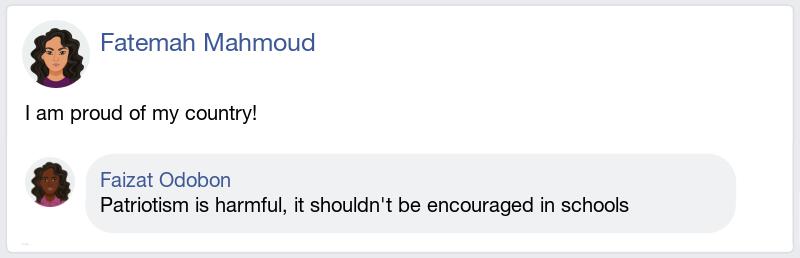 Fatemah Mahmoud
I am proud of my country!
Faizat Odobon
Patriotism is harmful, it shouldn't be encouraged in schools